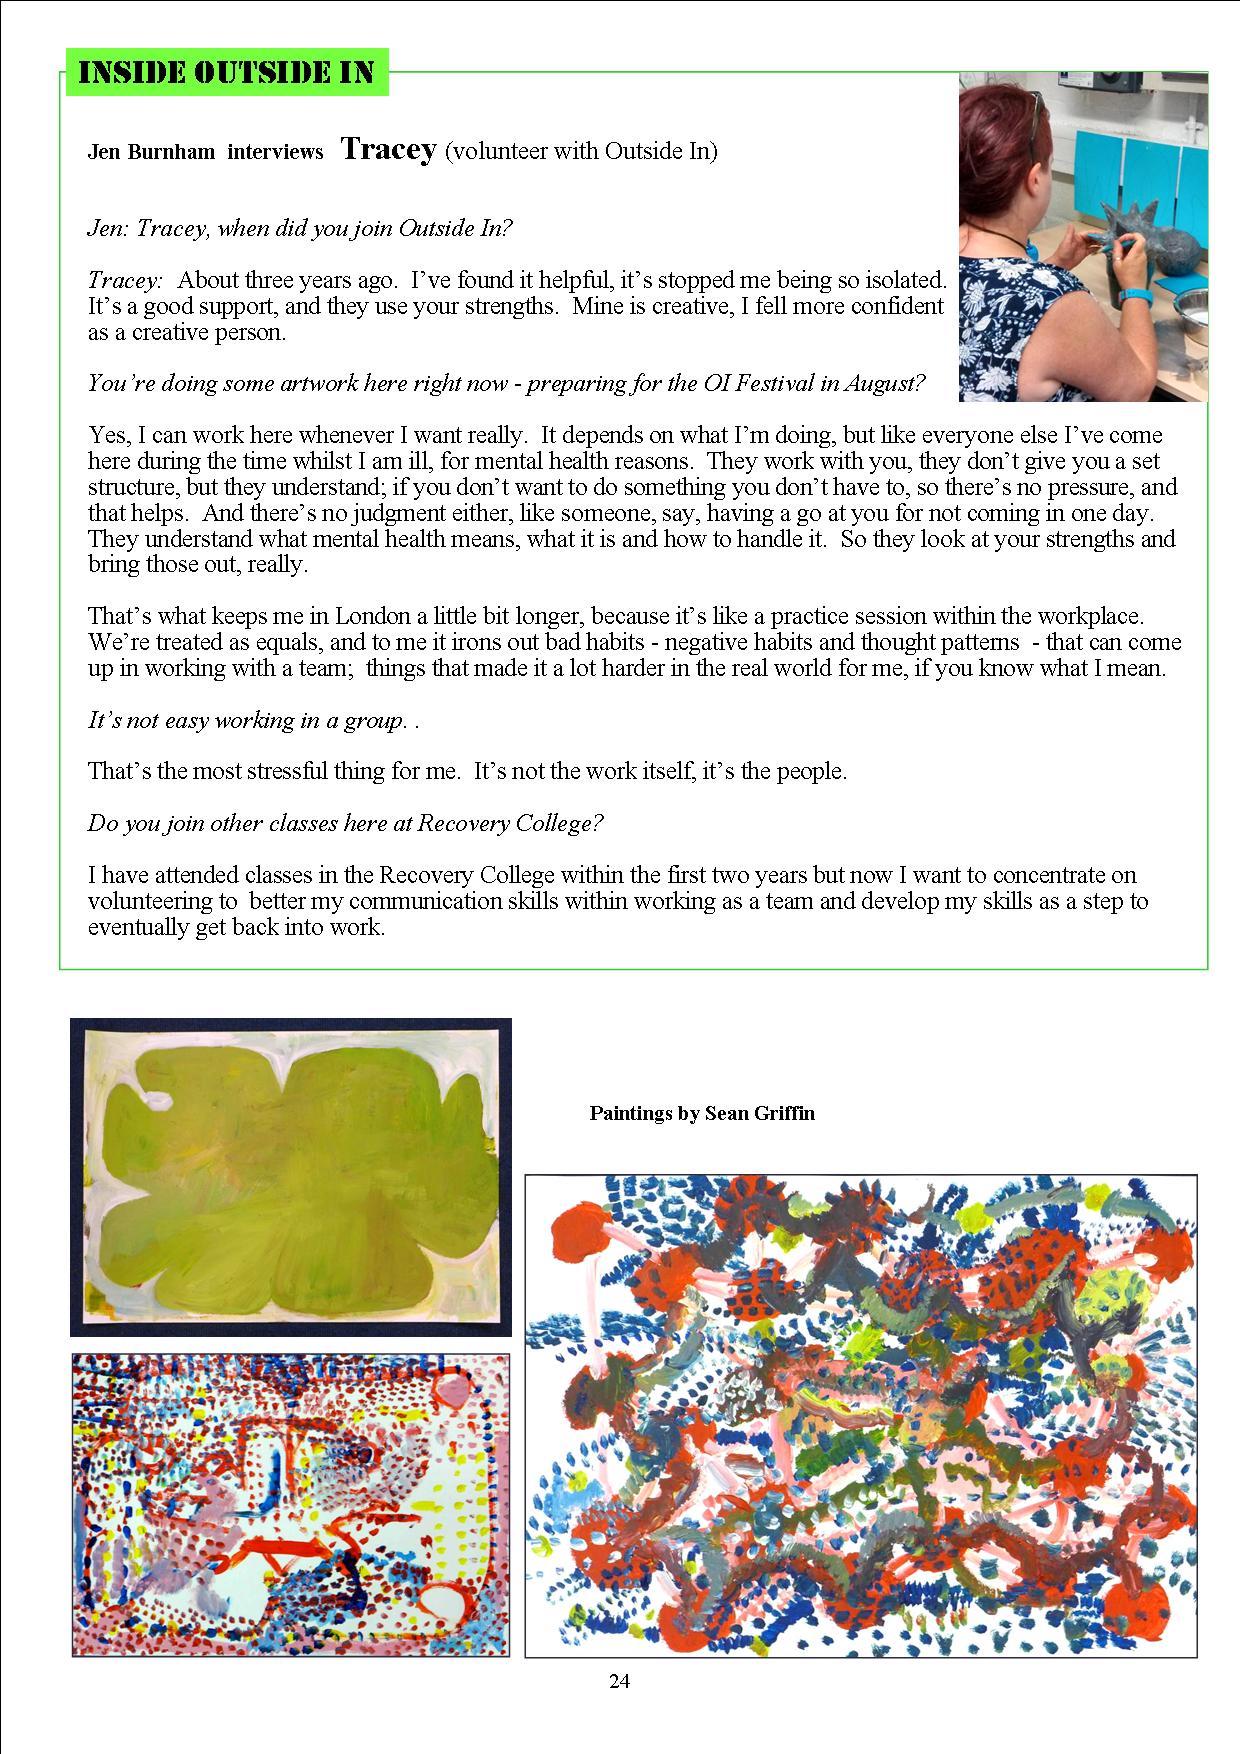 INSIDE OUTSIDE IN
Jen Burnham interviews Tracey (volunteer with Outside In)
Jen: Tracey, when did you join Outside In?
Tracey: About three years ago. I’ve found it helpful, it’s stopped me being so isolated.
It’s a good support, and they use your strengths. Mine is creative, I fell more confident
as a creative person.
You’re doing some artwork here right now - preparing for the OI Festival in August?
Yes, I can work here whenever I want really. It depends on what I’m doing, but like everyone else I’ve come
here during the time whilst I am ill, for mental health reasons. They work with you, they don’t give you a set
structure, but they understand; if you don’t want to do something you don’t have to, so there’s no pressure, and
that helps. And there’s no judgment either, like someone, say, having a go at you for not coming in one day.
They understand what mental health means, what it is and how to handle it. So they look at your strengths and
bring those out, really.
That’s what keeps me in London a little bit longer, because it’s like a practice session within the workplace.
We’re treated as equals, and to me it irons out bad habits - negative habits and thought patterns - that can come
up in working with a team; things that made it a lot harder in the real world for me, if you know what I mean.
It’s not easy working in a group. .
That’s the most stressful thing for me. It’s not the work itself, it’s the people.
Do you join other classes here at Recovery College?
I have attended classes in the Recovery College within the first two years but now I want to concentrate on
volunteering to better my communication skills within working as a team and develop my skills as a step to
eventually get back into work.
Paintings by Sean Griffin
24